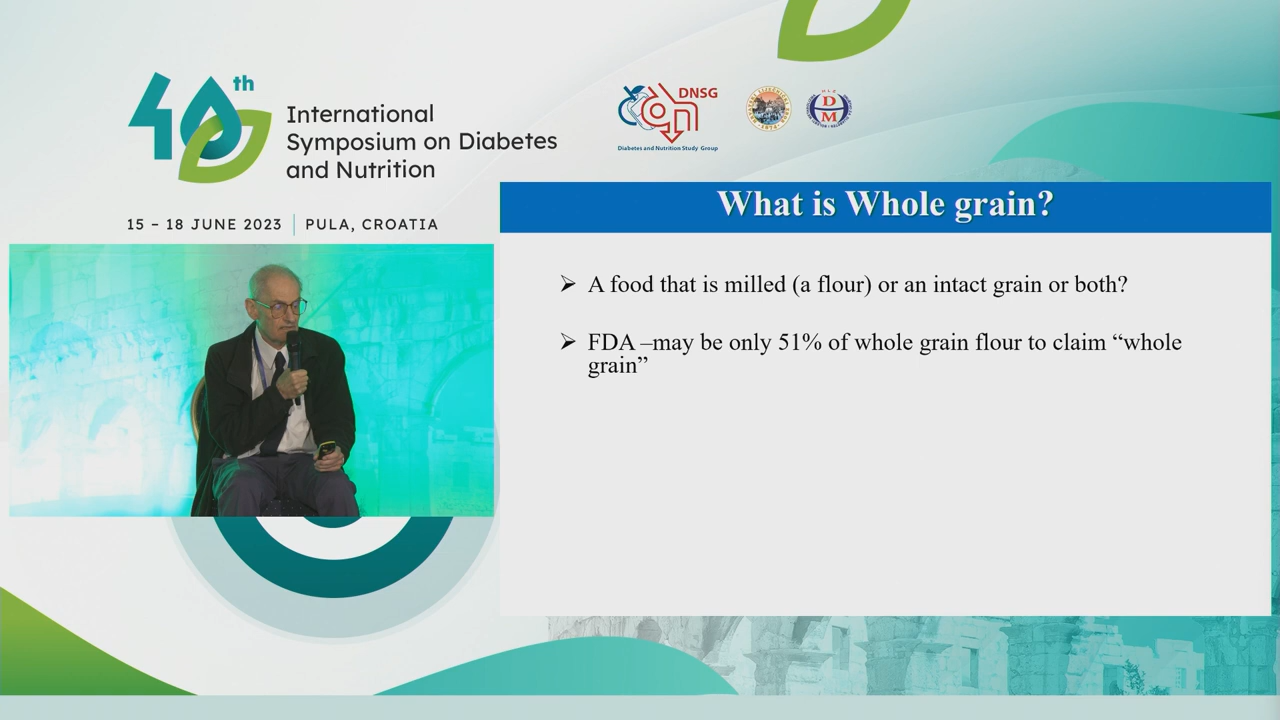 40th
International
Symposium on Diabetes
and Nutrition
15 – 18 JUNE 2023 | PULA, CROATIA
DNSG
Diabetes and Nutrition Study Group
D
M
What is Whole grain?
➢ A food that is milled (a flour) or an intact grain or both?
➢ FDA –may be only 51% of whole grain flour to claim “whole
grain”